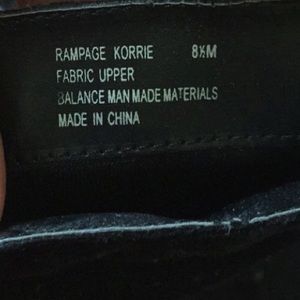 RAMPAGE KORRIE 8½M
FABRIC UPPER
BALANCE MAN MADE MATERIALS
MADE IN CHINA